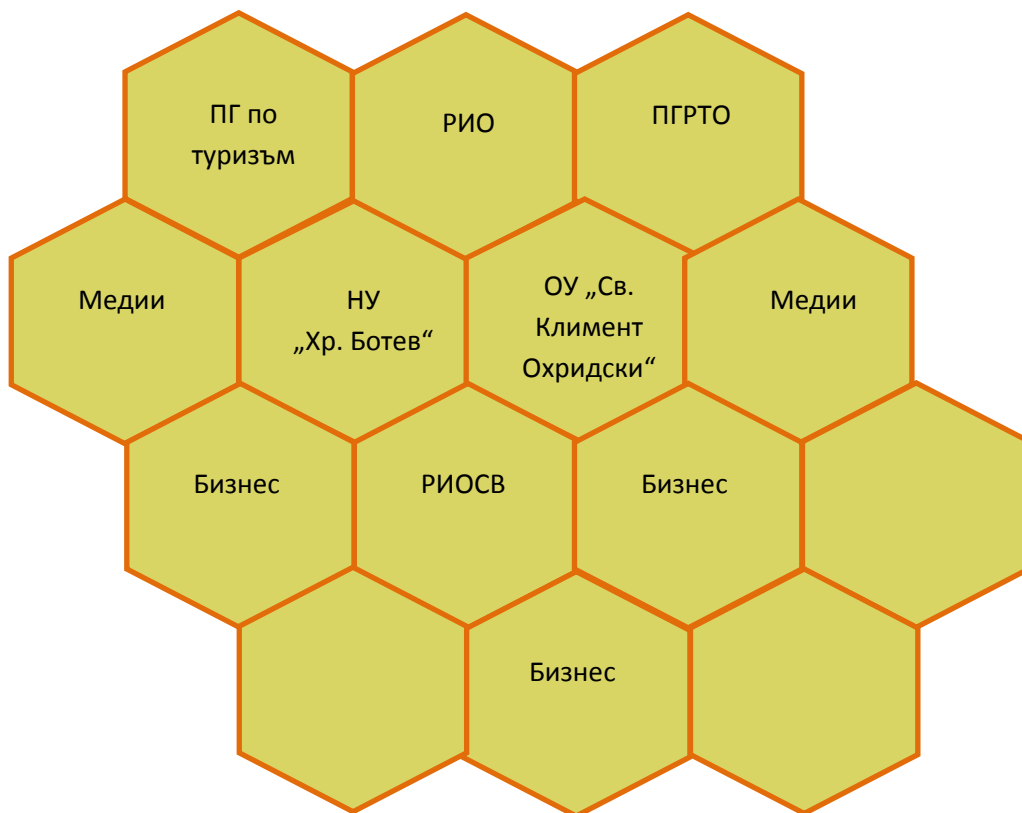 ПГ по
туризъм
РИО
ПГРТО
Медии
НУ
„Хр. Ботев“
ОУ „Св.
Климент
Охридски“
Медии
Бизнес
РИОСВ
Бизнес
Бизнес